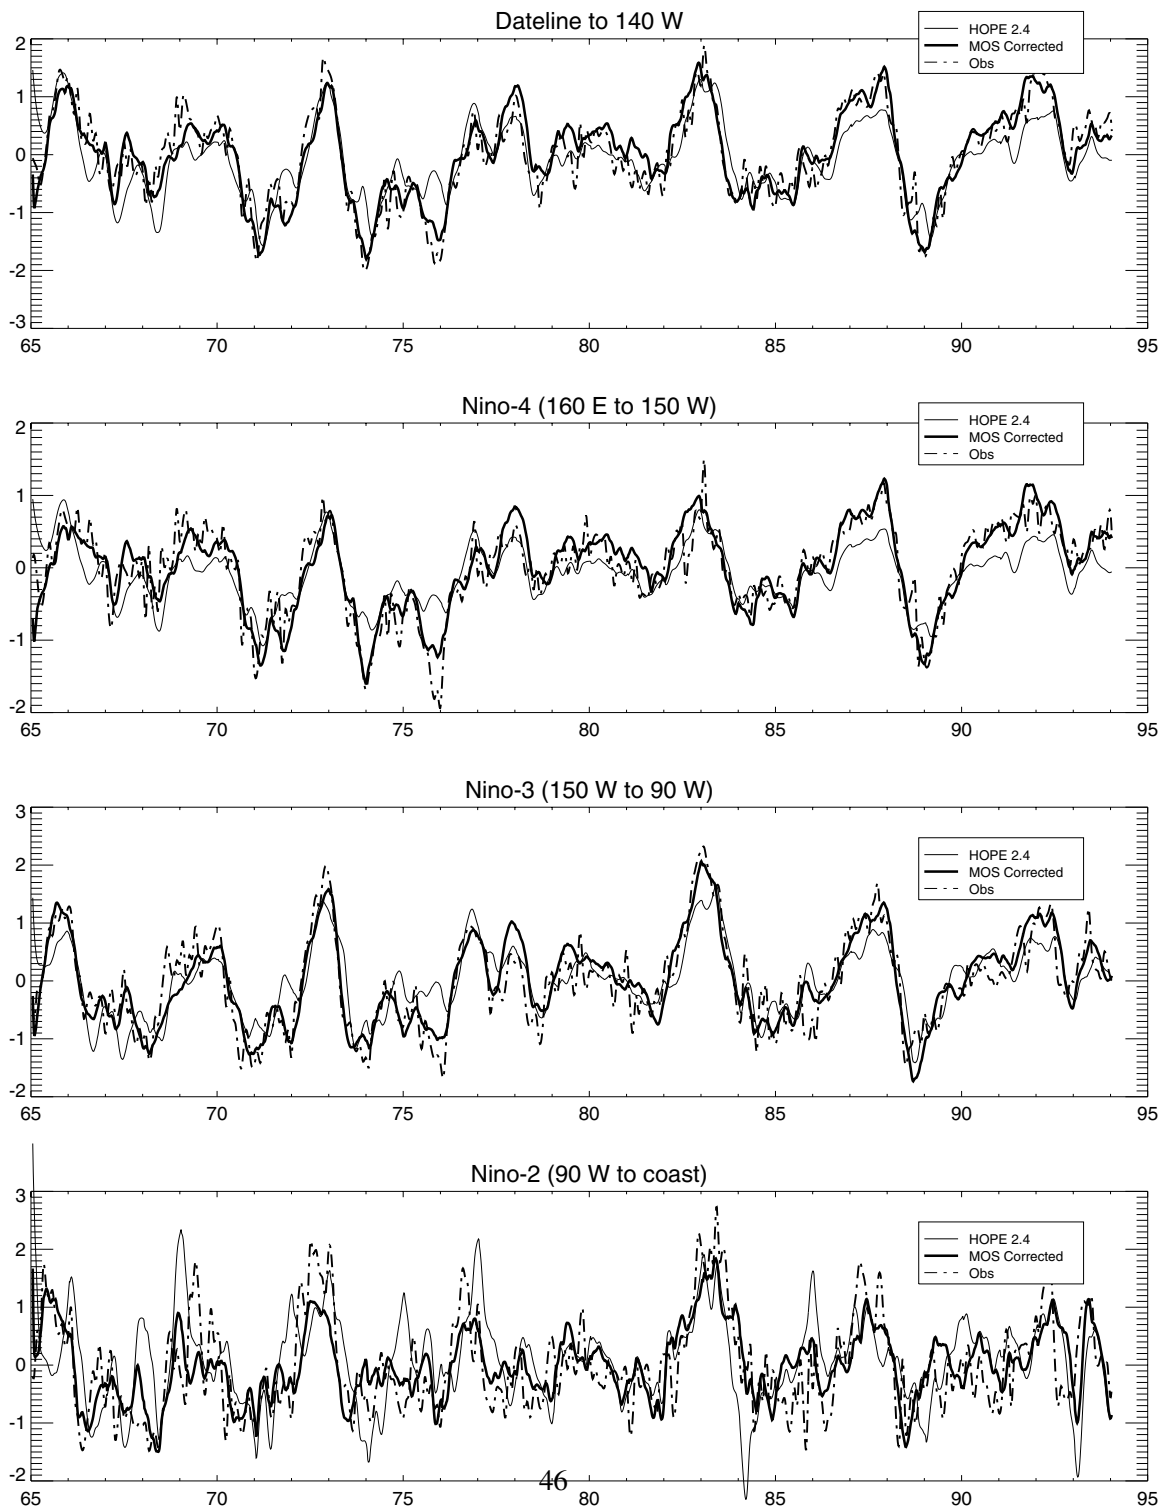 Dateline to 140 W
HOPE 2.4
MOS Corrected
Obs
2
1
0
-1
-2
-3
65 70 75 80 85 90 95
Nino-4 (160 E to 150 W)
HOPE 2.4
MOS Corrected
Obs
2
1
0
-1
-2
65 70 75 80 85 90 95
Nino-3 (150 W to 90 W)
HOPE 2.4
MOS Corrected
Obs
3
2
1
0
-1
-2
65 70 75 80 85 90 95
Nino-2 (90 W to coast)
HOPE 2.4
MOS Corrected
Obs
3
2
1
0
-1
-2
46
65 70 75 80 85 90 95